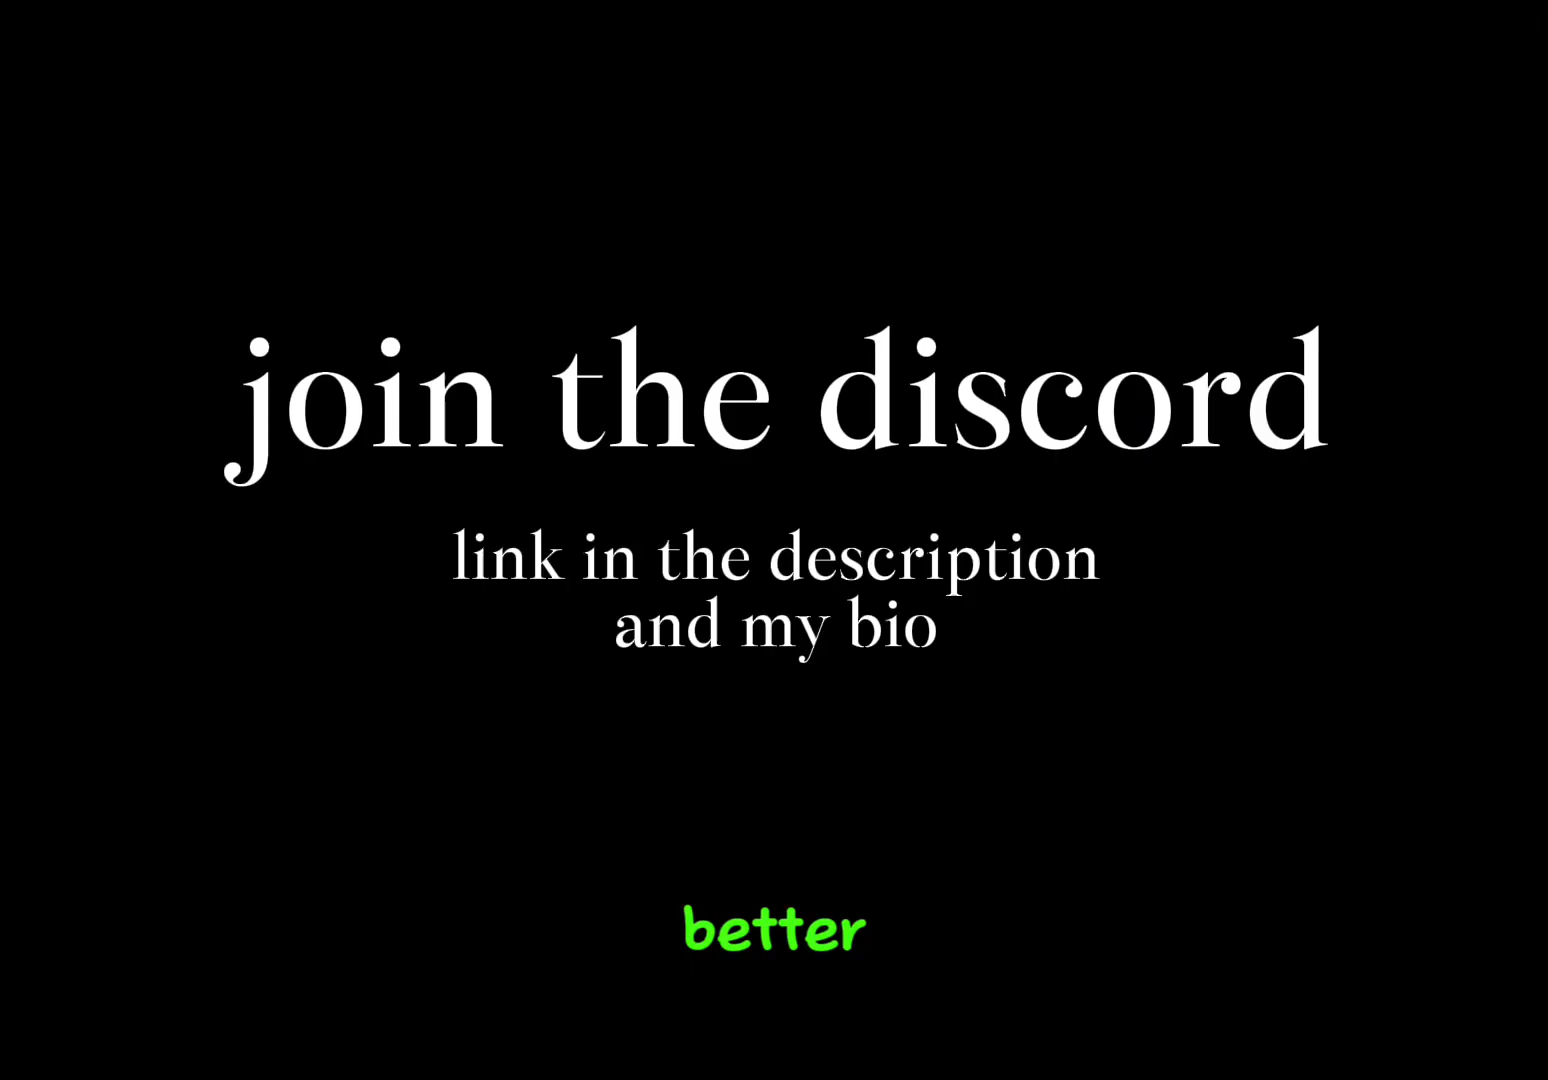 join the discord
link in the description
and my bio
better